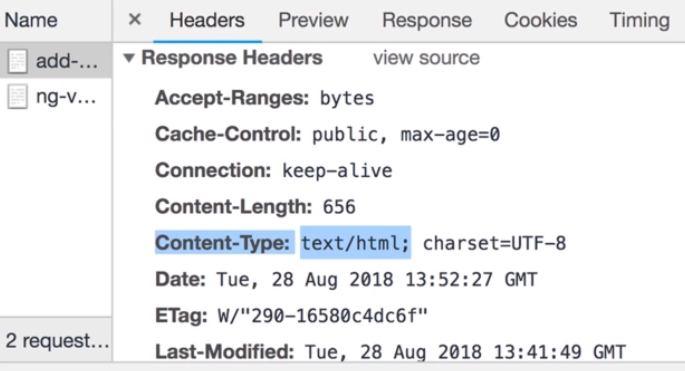 Name
× Headers Preview Response Cookies Timing
add-...
ng-v...
▼ Response Headers view source
Accept-Ranges: bytes
Cache-Control: public, max-age=0
Connection: keep-alive
Content-Length: 656
Content-Type: text/html; charset=UTF-8
Date: Tue, 28 Aug 2018 13:52:27 GMT
ETag: W/"290-16580c4dc6f"
Last-Modified: Tue, 28 Aug 2018 13:41:49 GMT
2 request...